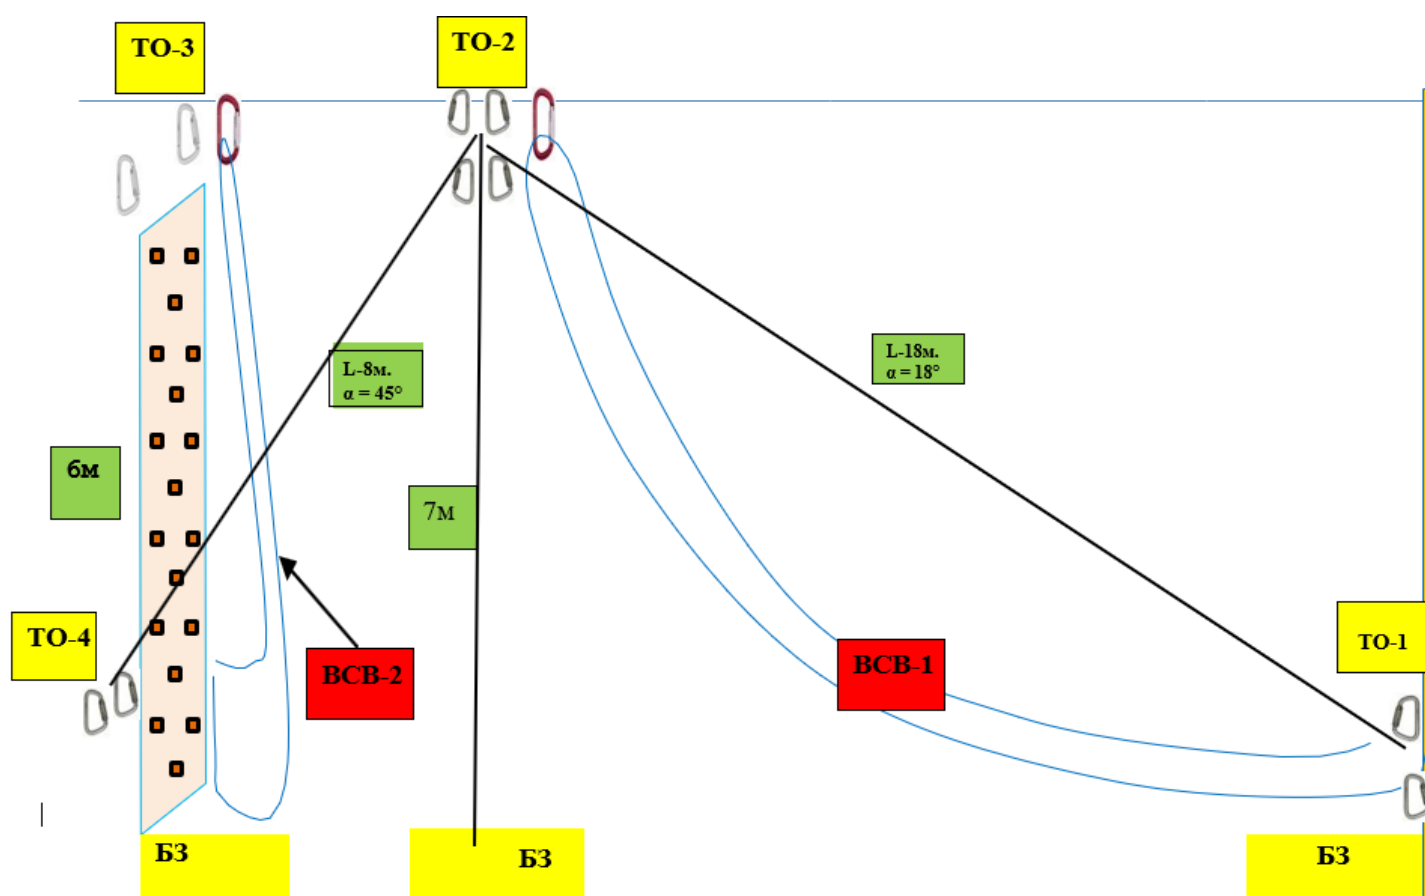 ТО-3
ТО-2
L-18м.
α = 18°
L-8м.
α = 45°
6м
7м
ТО-4
ВСВ-2
ВСВ-1
ТО-1
БЗ
БЗ
БЗ